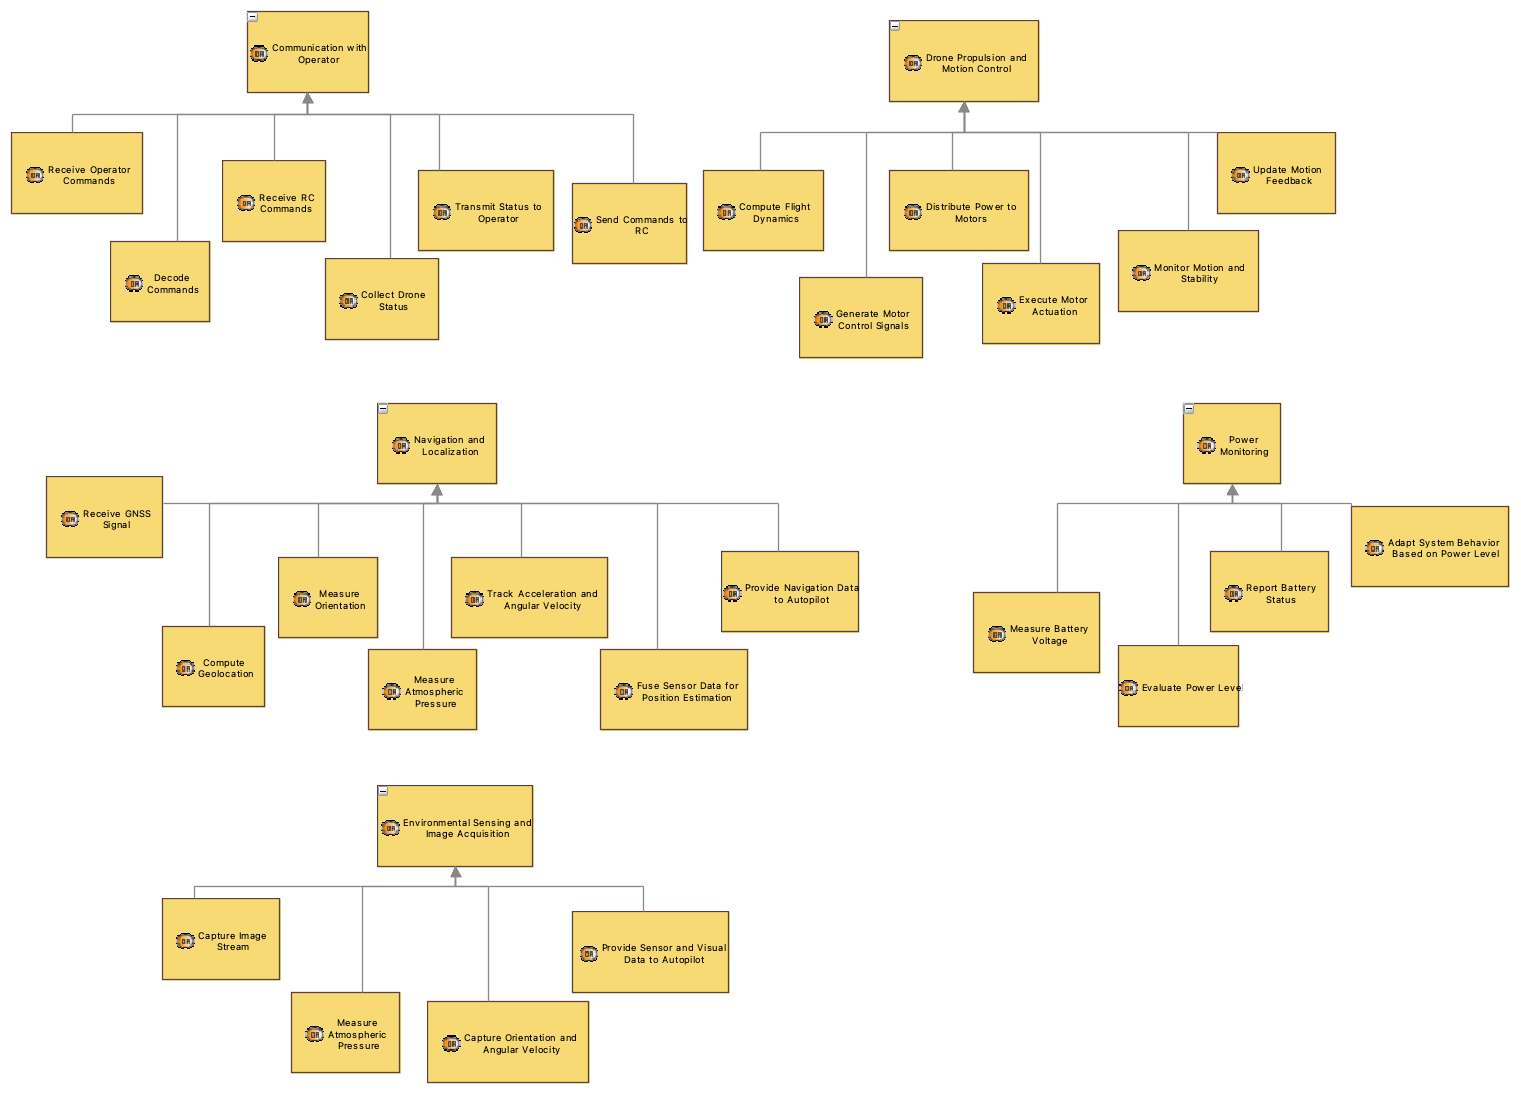 Communication with
Operator
Drone Propulsion and
Motion Control
Receive Operator
Commands
Receive RC
Commands
Transmit Status to
Operator
Send Commands to
RC
Decode
Commands
Collect Drone
Status
Compute Flight
Dynamics
Distribute Power to
Motors
Update Motion
Feedback
Generate Motor
Control Signals
Execute Motor
Actuation
Monitor Motion and
Stability
Navigation and
Localization
Power
Monitoring
Receive GNSS
Signal
Measure
Orientation
Track Acceleration and
Angular Velocity
Provide Navigation Data
to Autopilot
Compute
Geolocation
Measure
Atmospheric
Pressure
Fuse Sensor Data for
Position Estimation
Adapt System Behavior
Based on Power Level
Report Battery
Status
Measure Battery
Voltage
Evaluate Power Level
Environmental Sensing and
Image Acquisition
Capture Image
Stream
Provide Sensor and Visual
Data to Autopilot
Measure
Atmospheric
Pressure
Capture Orientation and
Angular Velocity